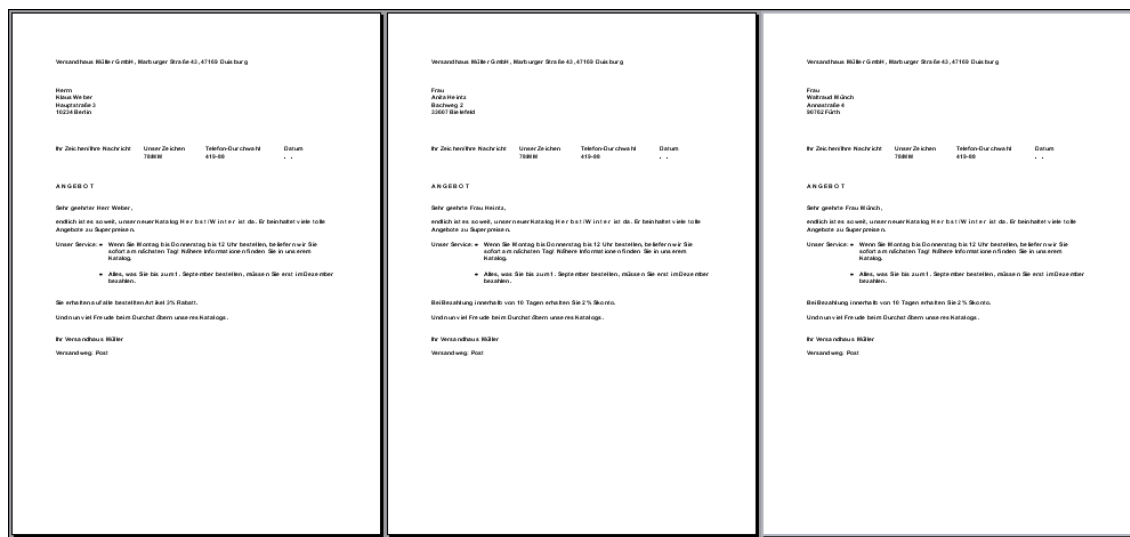 Versandhaus Müller GmbH, Marburger Straße 43, 47169 Duisburg
Herrn
Klaus Weber
Hauptstraße 3
10234 Berlin
Ihr Zeichen/Ihre Nachricht Unser Zeichen Telefon-Durchwahl Datum
78/MM 419-88 . .
ANGEBOT
Sehr geehrter Herr Weber,
endlich ist es so weit, unser neuer Katalog Herbst/Winter ist da. Er beinhaltet viele tolle
Angebote zu Superpreisen.
Unser Service: Wenn Sie Montag bis Donnerstag bis 12 Uhr bestellen, beliefern wir Sie
sofort am nächsten Tag! Nähere Informationen finden Sie in unserem
Katalog.
Alles, was Sie bis zum 1. September bestellen, müssen Sie erst im Dezember
bezahlen.
Sie erhalten auf alle bestellten Artikel 3% Rabatt.
Und nun viel Freude beim Durchstöbern unseres Katalogs.
Ihr Versandhaus Müller
Versandweg: Post
Versandhaus Müller GmbH, Marburger Straße 43, 47169 Duisburg
Frau
Anita Heintz
Bachweg 2
33607 Bielefeld
Ihr Zeichen/Ihre Nachricht Unser Zeichen Telefon-Durchwahl Datum
78/MM 419-88 . .
ANGEBOT
Sehr geehrte Frau Heintz,
endlich ist es so weit, unser neuer Katalog Herbst/Winter ist da. Er beinhaltet viele tolle
Angebote zu Superpreisen.
Unser Service: Wenn Sie Montag bis Donnerstag bis 12 Uhr bestellen, beliefern wir Sie
sofort am nächsten Tag! Nähere Informationen finden Sie in unserem
Katalog.
Alles, was Sie bis zum 1. September bestellen, müssen Sie erst im Dezember
bezahlen.
Bei Bezahlung innerhalb von 10 Tagen erhalten Sie 2% Skonto.
Und nun viel Freude beim Durchstöbern unseres Katalogs.
Ihr Versandhaus Müller
Versandweg: Post
Versandhaus Müller GmbH, Marburger Straße 43, 47169 Duisburg
Frau
Waltraud Münch
Annastraße 4
90762 Fürth
Ihr Zeichen/Ihre Nachricht Unser Zeichen Telefon-Durchwahl Datum
78/MM 419-88 . .
ANGEBOT
Sehr geehrte Frau Münch,
endlich ist es so weit, unser neuer Katalog Herbst/Winter ist da. Er beinhaltet viele tolle
Angebote zu Superpreisen.
Unser Service: Wenn Sie Montag bis Donnerstag bis 12 Uhr bestellen, beliefern wir Sie
sofort am nächsten Tag! Nähere Informationen finden Sie in unserem
Katalog.
Alles, was Sie bis zum 1. September bestellen, müssen Sie erst im Dezember
bezahlen.
Bei Bezahlung innerhalb von 10 Tagen erhalten Sie 2% Skonto.
Und nun viel Freude beim Durchstöbern unseres Katalogs.
Ihr Versandhaus Müller
Versandweg: Post